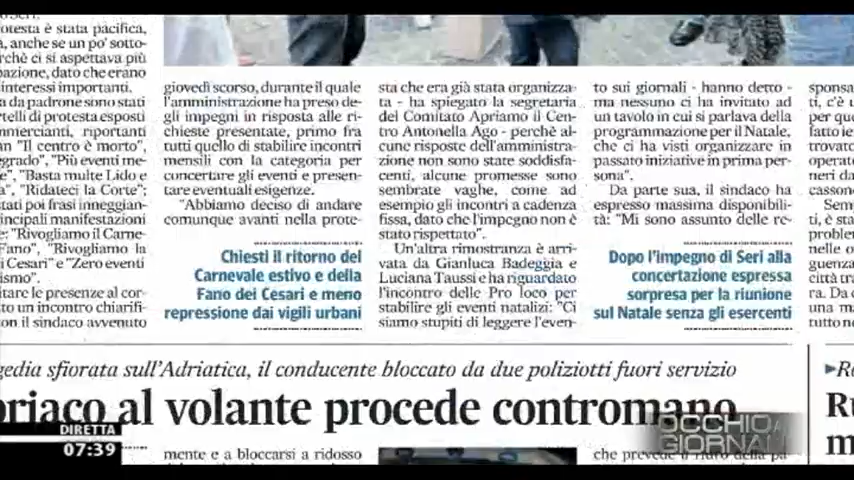 otesta è stata pacifica,
, anche se un po' sotto-
rchè ci si aspettava più
pazione, dato che erano
interessi importanti.
a da padrone sono stati
rtelli di protesta esposti
mmercianti, riportanti
an "Il centro è morto",
egrado", "Più eventi me-
", "Basta multe Lido e
a", "Ridateci la Corte";
tati poi frasi inneggian-
incipali manifestazioni
e: "Rivogliamo il Carne-
Fano", "Rivogliamo la
i Cesari" e "Zero eventi
ismo".
itare le presenze al cor-
to un incontro chiarifi-
on il sindaco avvenuto
giovedì scorso, durante il quale
l'amministrazione ha preso de-
gli impegni in risposta alle ri-
chieste presentate, primo fra
tutti quello di stabilire incontri
mensili con la categoria per
concertare gli eventi e presen-
tare eventuali esigenze.
"Abbiamo deciso di andare
comunque avanti nella prote-
Chiesti il ritorno del
Carnevale estivo e della
Fano dei Cesari e meno
repressione dai vigili urbani
sta che era già stata organizza-
ta - ha spiegato la segretaria
del Comitato Apriamo il Cen-
tro Antonella Ago - perchè al-
cune risposte dell'amministra-
zione non sono state soddisfa-
centi, alcune promesse sono
sembrate vaghe, come ad
esempio gli incontri a cadenza
fissa, dato che l'impegno non è
stato rispettato".
Un'altra rimostranza è arri-
vata da Gianluca Badeggia e
Luciana Taussi e ha riguardato
l'incontro delle Pro loco per
stabilire gli eventi natalizi: "Ci
siamo stupiti di leggere l'even-
to sui giornali - hanno detto -
ma nessuno ci ha invitato ad
un tavolo in cui si parlava della
programmazione per il Natale,
che ci ha visti organizzare in
passato iniziative in prima per-
sona".
Da parte sua, il sindaco ha
espresso massima disponibili-
tà: "Mi sono assunto delle re-
Dopo l'impegno di Seri alla
concertazione espressa
sorpresa per la riunione
sul Natale senza gli esercenti
gedia sfiorata sull'Adriatica, il conducente bloccato da due poliziotti fuori servizio
briaco al volante procede contromano
mente e a bloccarsi a ridosso
DIRETTA
07:39
OCCHIO AI
GIORNALI